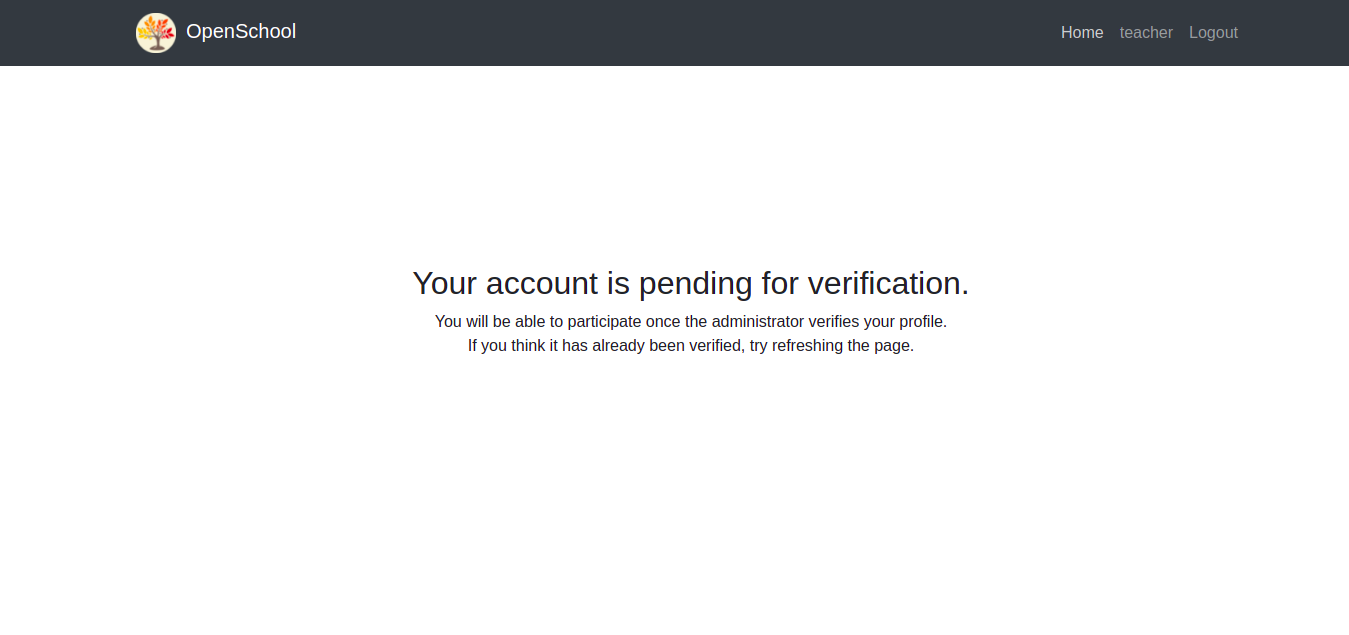 OpenSchool
Home teacher Logout
Your account is pending for verification.
You will be able to participate once the administrator verifies your profile.
If you think it has already been verified, try refreshing the page.